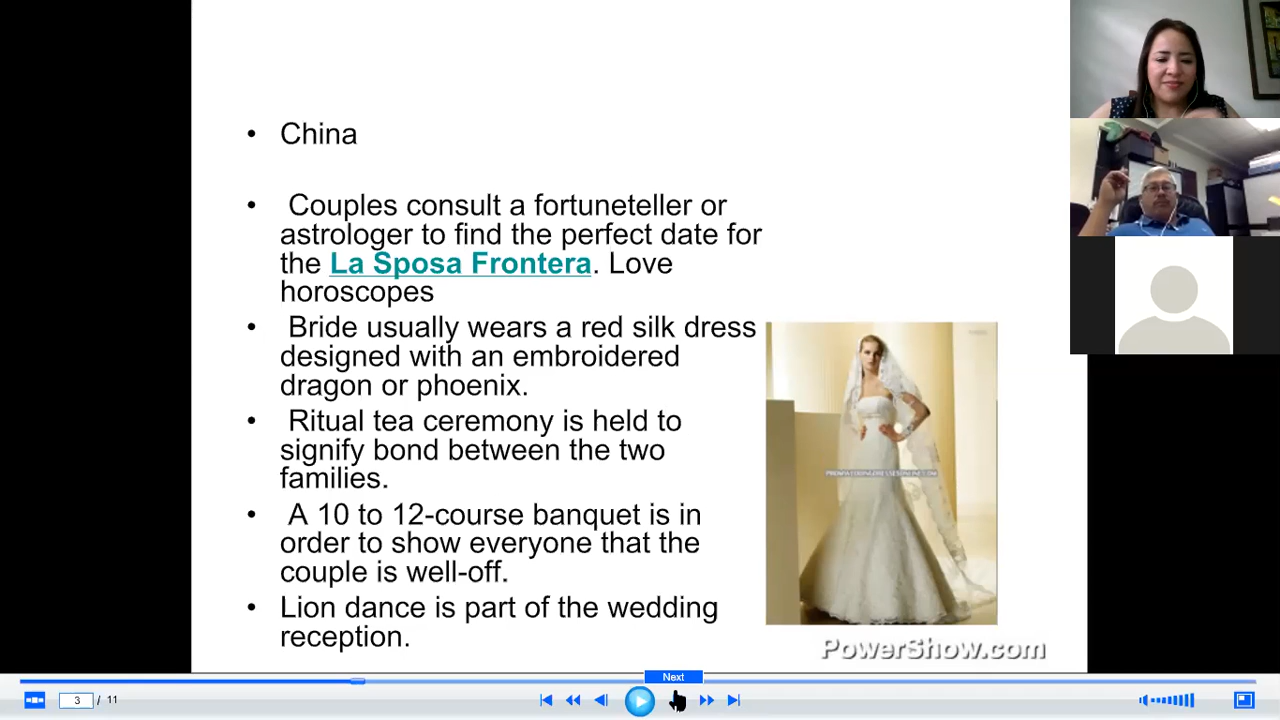 • China
• Couples consult a fortuneteller or
astrologer to find the perfect date for
the La Sposa Frontera. Love
horoscopes
• Bride usually wears a red silk dress
designed with an embroidered
dragon or phoenix.
• Ritual tea ceremony is held to
signify bond between the two
families.
• A 10 to 12-course banquet is in
order to show everyone that the
couple is well-off.
• Lion dance is part of the wedding
reception.
PowerShow.com
Next
3 / 11